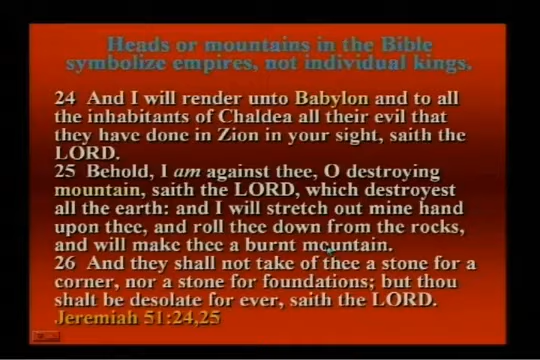 Heads or mountains in the Bible
symbolize empires, not individual kings.
24 And I will render unto Babylon and to all
the inhabitants of Chaldea all their evil that
they have done in Zion in your sight, saith the
LORD.
25 Behold, I am against thee, O destroying
mountain, saith the LORD, which destroyest
all the earth: and I will stretch out mine hand
upon thee, and roll thee down from the rocks,
and will make thee a burnt mountain.
26 And they shall not take of thee a stone for a
corner, nor a stone for foundations; but thou
shalt be desolate for ever, saith the LORD.
Jeremiah 51:24,25